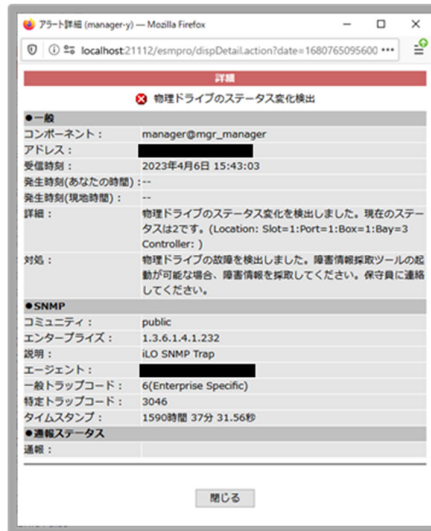 アラート詳細 (manager-y) — Mozilla Firefox
localhost:21112/esmpro/dispDetail.action?date=1680765095600 •••
詳細
物理ドライブのステータス変化検出
●一般
コンポーネント： manager@mgr_manager
アドレス：
受信時刻： 2023年4月6日 15:43:03
発生時刻(あなたの時間)：--
発生時刻(現地時間)： --
詳細： 物理ドライブのステータス変化を検出しました。現在のステー
タスは2です。(Location: Slot=1:Port=1:Box=1:Bay=3
Controller: )
対処： 物理ドライブの故障を検出しました。障害情報採取ツールの起
動が可能な場合、障害情報を採取してください。保守員に連絡
してください。
●SNMP
コミュニティ： public
エンタープライズ： 1.3.6.1.4.1.232
説明： iLO SNMP Trap
エージェント：
一般トラップコード： 6(Enterprise Specific)
特定トラップコード： 3046
タイムスタンプ： 1590時間 37分 31.56秒
●通報ステータス
通報：
閉じる